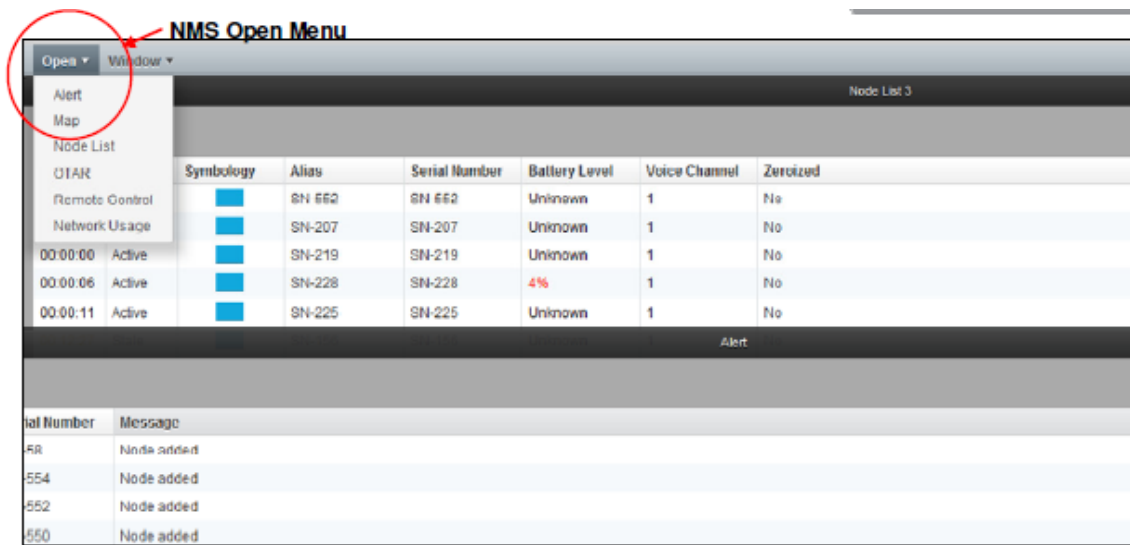 NMS Open Menu
Open Window
Node List 3
Alert
Map
Node List
OTAR
Remote Control
Network Usage
Symbology Alias Serial Number Battery Level Voice Channel Zeroized
SN-552 SN-552 Unknown 1 No
SN-207 SN-207 Unknown 1 No
00:00:00 Active SN-219 SN-219 Unknown 1 No
00:00:06 Active SN-228 SN-228 4% 1 No
00:00:11 Active SN-225 SN-225 Unknown 1 No
Alert
ial Number Message
-58 Node added
-554 Node added
-552 Node added
-550 Node added